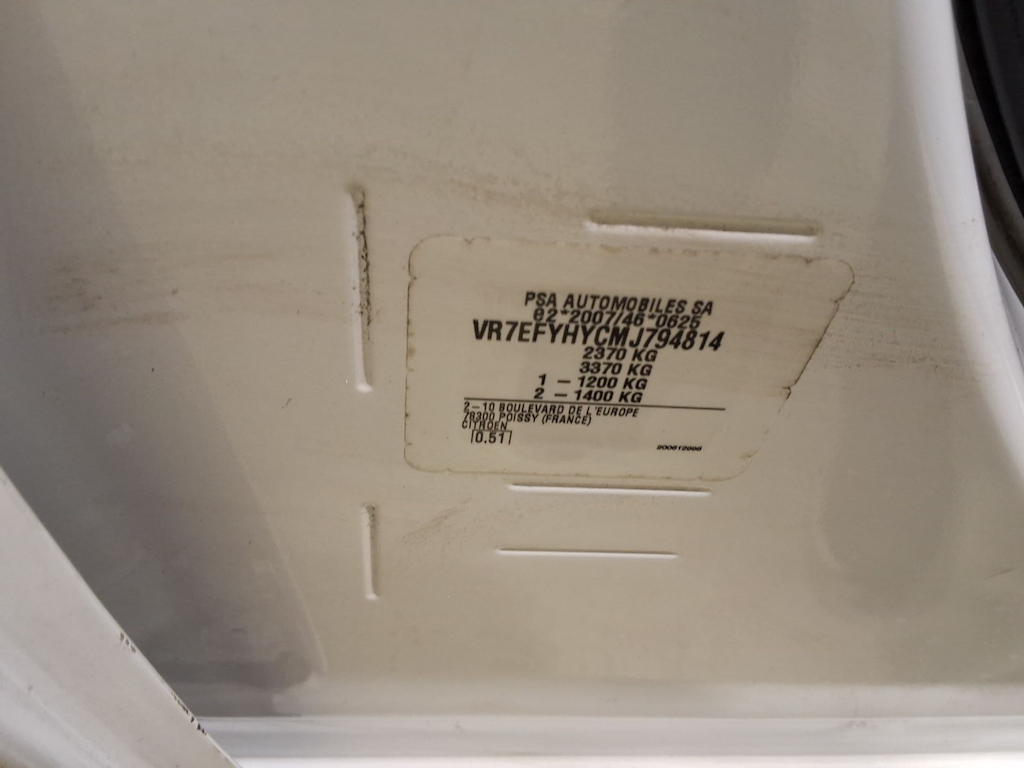 PSA AUTOMOBILES SA
e2*2007/46*0625
VR7EFYHYCMJ794814
2370 KG
3370 KG
1 - 1200 KG
2 - 1400 KG
2-10 BOULEVARD DE L'EUROPE
78300 POISSY (FRANCE)
CITROEN
0.51